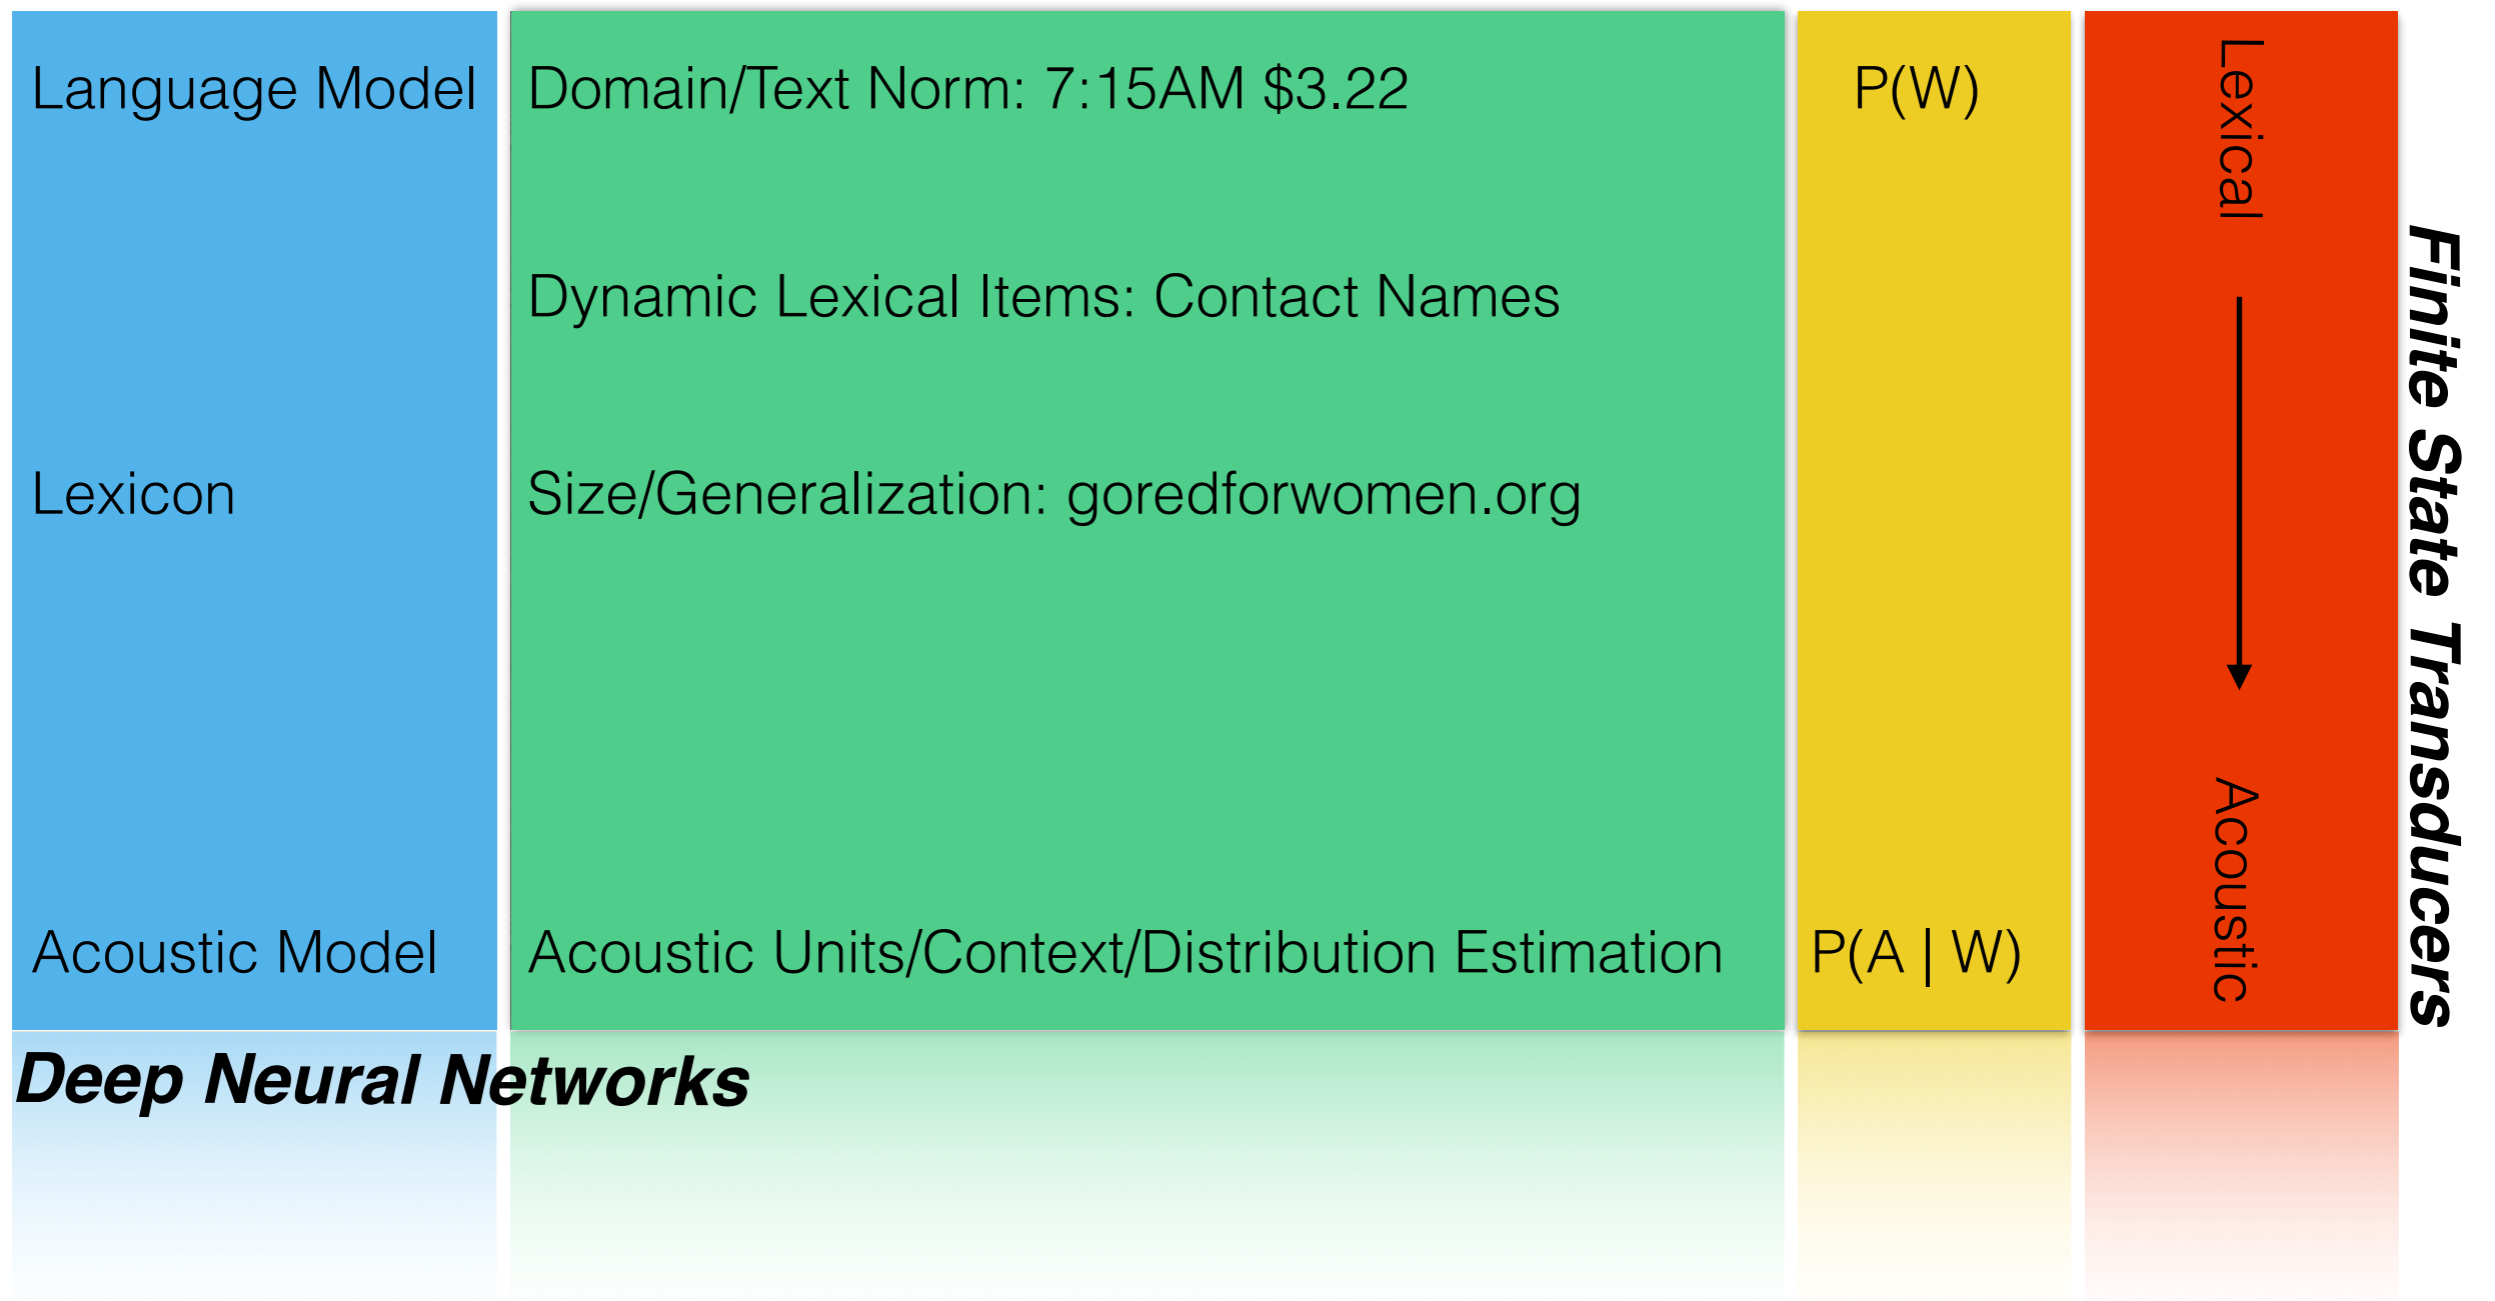 Language Model
Domain/Text Norm: 7:15AM $3.22
P(W)
Dynamic Lexical Items: Contact Names
Lexicon
Size/Generalization: goredforwomen.org
Acoustic Model
Acoustic Units/Context/Distribution Estimation
P(A | W)
Lexical
Acoustic
Finite State Transducers
Deep Neural Networks